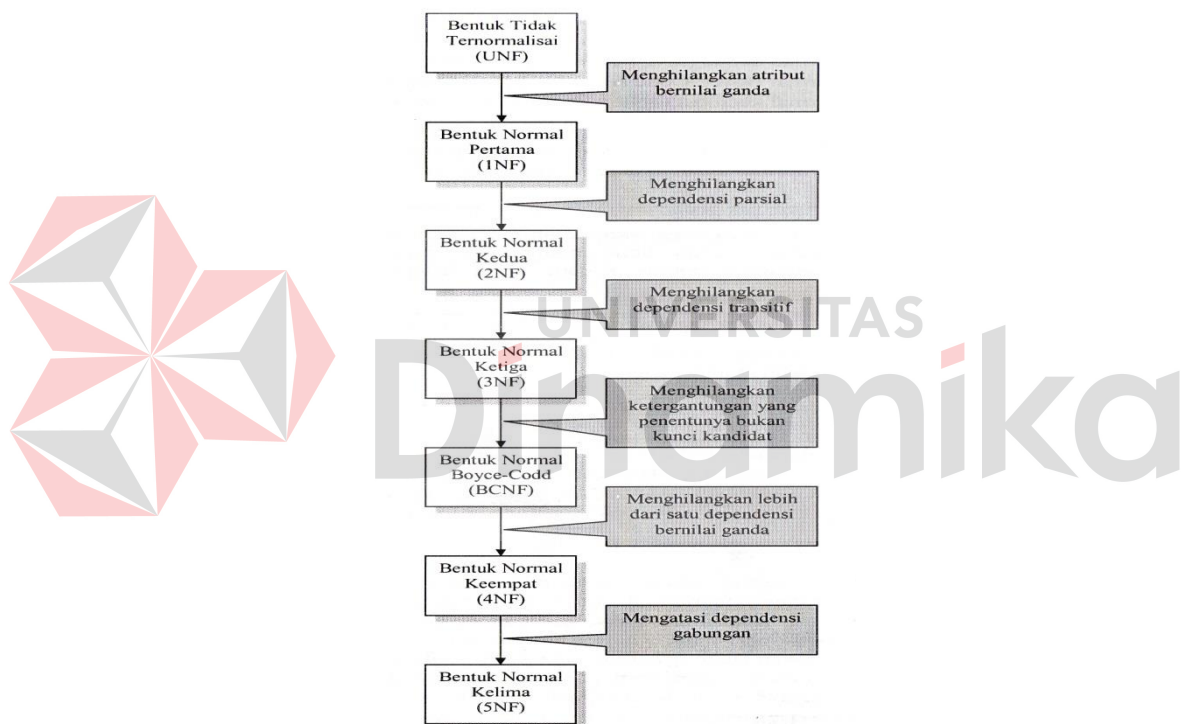 Bentuk Tidak
Ternormalisai
(UNF)
Menghilangkan atribut
bernilai ganda
Bentuk Normal
Pertama
(1NF)
Menghilangkan
dependensi parsial
Bentuk Normal
Kedua
(2NF)
Menghilangkan
dependensi transitif
UNIVERSITAS
Dinamika
Bentuk Normal
Ketiga
(3NF)
Menghilangkan
ketergantungan yang
penentunya bukan
kunci kandidat
Bentuk Normal
Boyce-Codd
(BCNF)
Menghilangkan lebih
dari satu dependensi
bernilai ganda
Bentuk Normal
Keempat
(4NF)
Mengatasi dependensi
gabungan
Bentuk Normal
Kelima
(5NF)